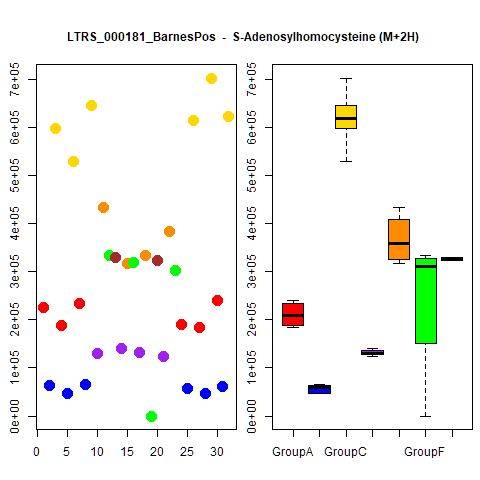 LTRS_000181_BarnesPos - S-Adenosylhomocysteine (M+2H)
7e+05
6e+05
5e+05
4e+05
3e+05
2e+05
1e+05
0e+00
0 5 10 15 20 25 30
7e+05
6e+05
5e+05
4e+05
3e+05
2e+05
1e+05
0e+00
GroupA GroupC GroupF